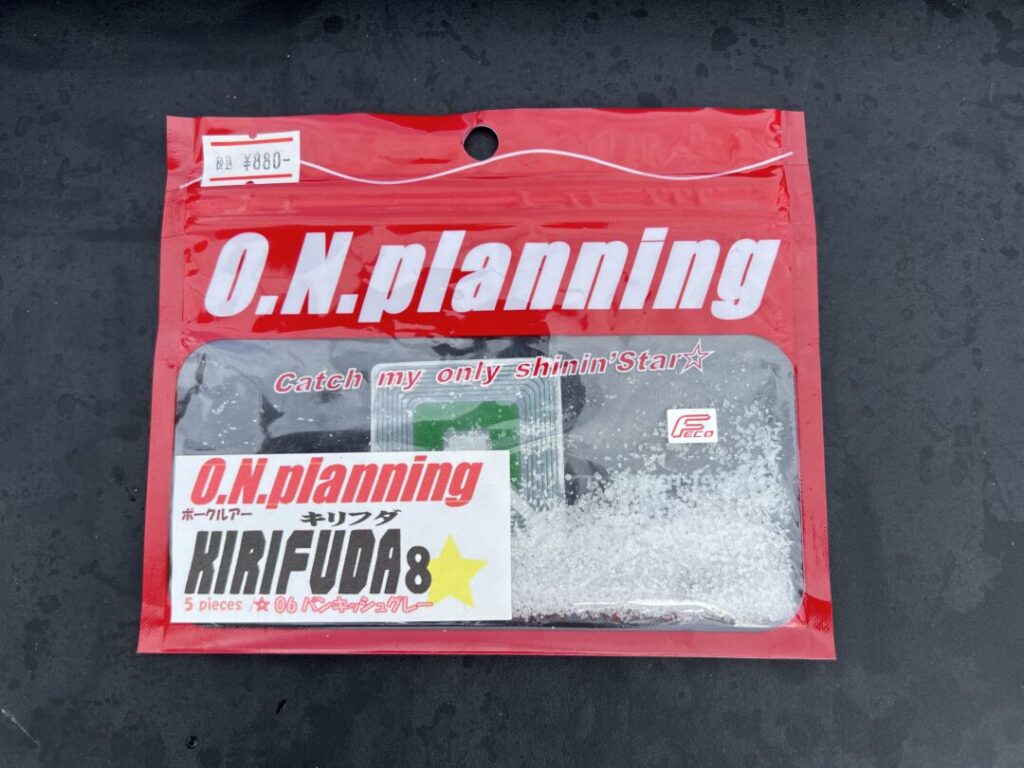 税込 ¥880-
O.N.planning
Catch my only shinin'Star☆
FECO
O.N.planning
ポークルアー キリフダ
KIRIFUDA8
5 pieces /☆ 06 パンキッシュグレー